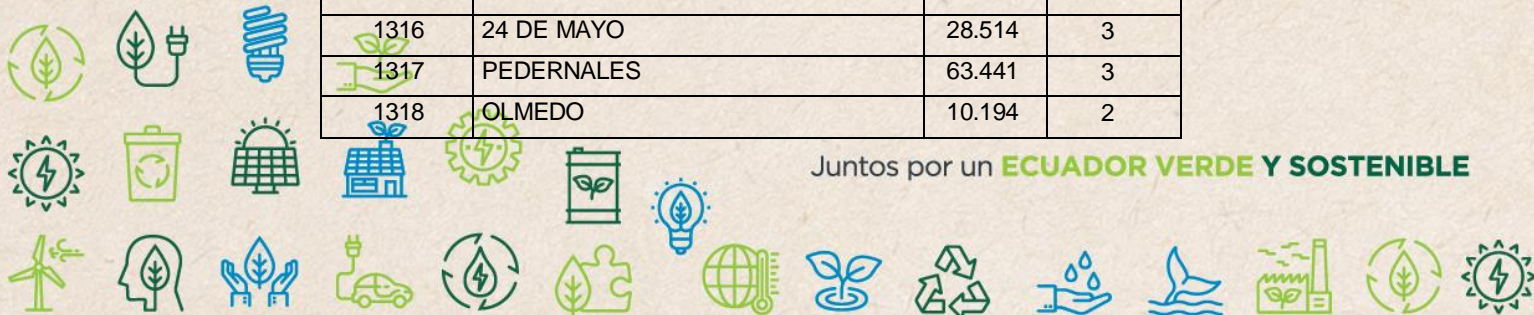 1316 24 DE MAYO 28.514 3
1317 PEDERNALES 63.441 3
1318 OLMEDO 10.194 2
Juntos por un ECUADOR VERDE Y SOSTENIBLE